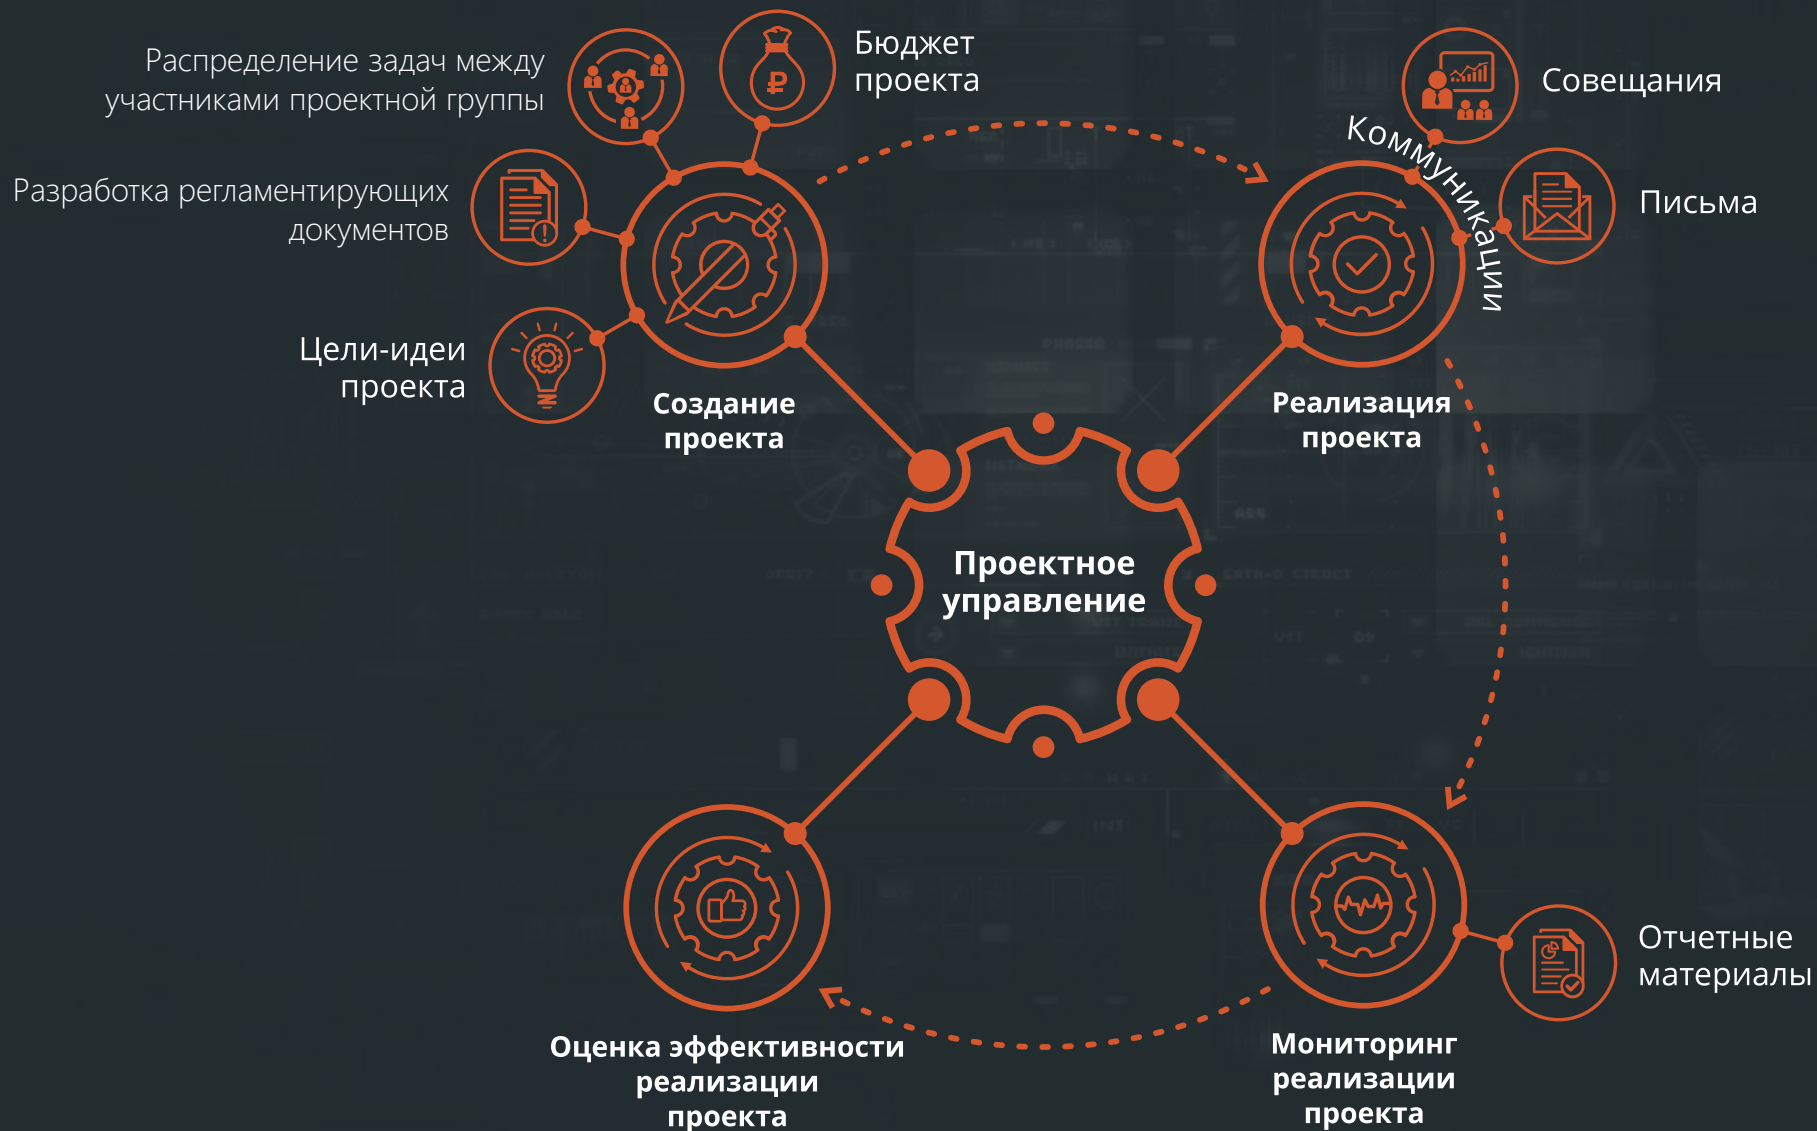 Распределение задач между
участниками проектной группы
Бюджет
проекта
Совещания
Коммуникации
Письма
Разработка регламентирующих
документов
Цели-идеи
проекта
Создание
проекта
Реализация
проекта
Проектное
управление
Отчетные
материалы
Оценка эффективности
реализации
проекта
Мониторинг
реализации
проекта